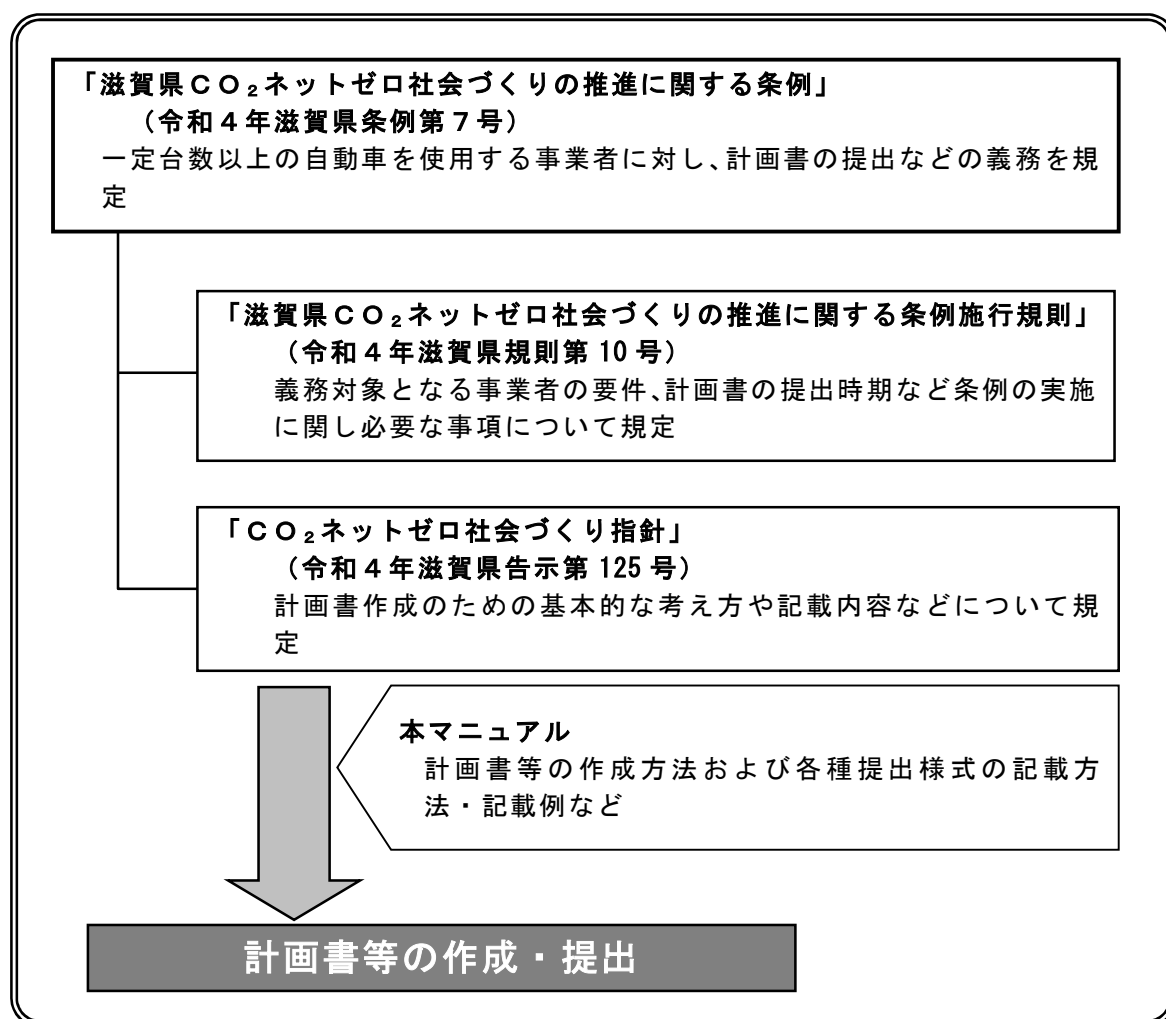 「滋賀県CO₂ネットゼロ社会づくりの推進に関する条例」
（令和４年滋賀県条例第７号）
一定台数以上の自動車を使用する事業者に対し、計画書の提出などの義務を規
定
「滋賀県CO₂ネットゼロ社会づくりの推進に関する条例施行規則」
（令和４年滋賀県規則第 10 号）
義務対象となる事業者の要件、計画書の提出時期など条例の実施
に関し必要な事項について規定
「CO₂ネットゼロ社会づくり指針」
（令和４年滋賀県告示第 125 号）
計画書作成のための基本的な考え方や記載内容などについて規
定
本マニュアル
計画書等の作成方法および各種提出様式の記載方
法・記載例など
計画書等の作成・提出